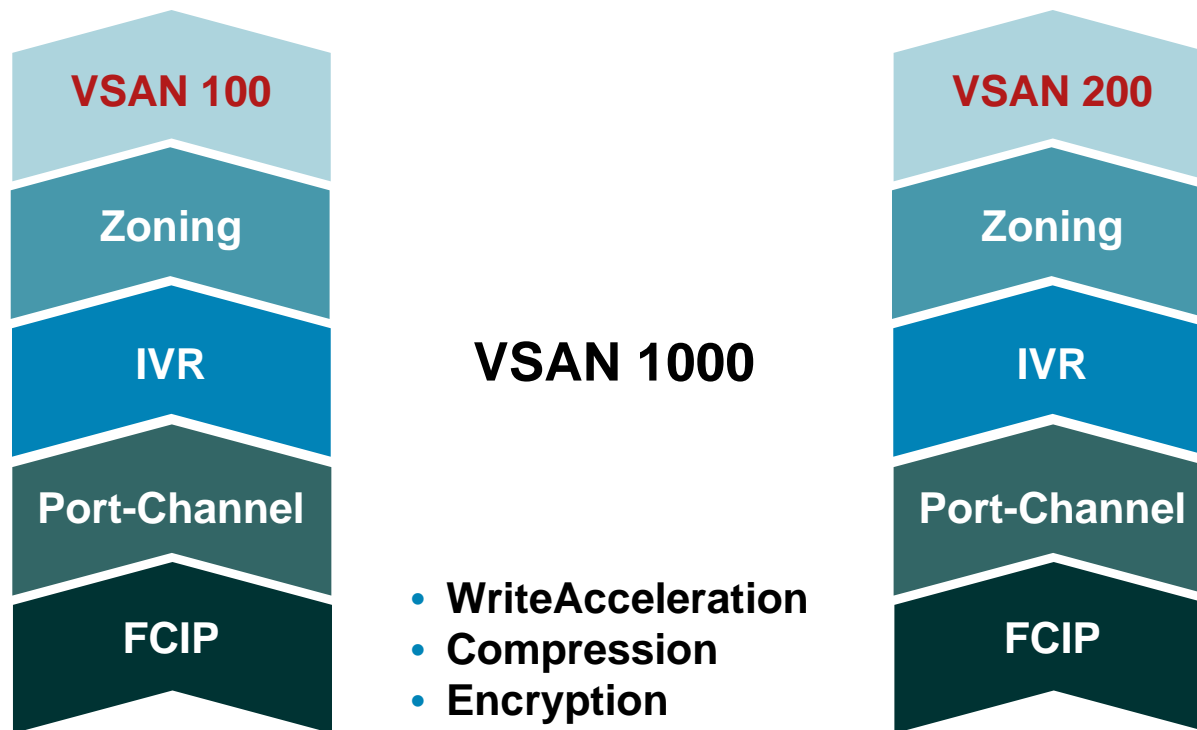 VSAN 100
Zoning
IVR
Port-Channel
FCIP
VSAN 1000
• WriteAcceleration
• Compression
• Encryption
VSAN 200
Zoning
IVR
Port-Channel
FCIP